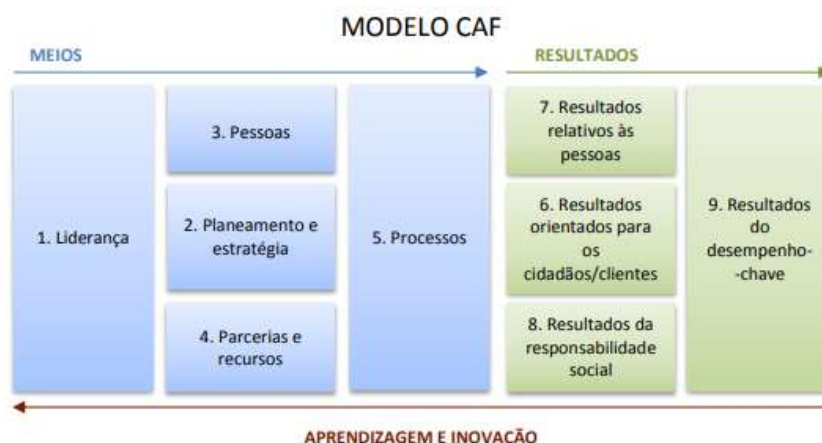 MODELO CAF
MEIOS
RESULTADOS
1. Liderança
3. Pessoas
2. Planeamento e
estratégia
4. Parcerias e
recursos
5. Processos
7. Resultados
relativos às
pessoas
6. Resultados
orientados para
os
cidadãos/clientes
8. Resultados da
responsabilidade
social
9. Resultados
do
desempenho-
-chave
APRENDIZAGEM E INOVAÇÃO